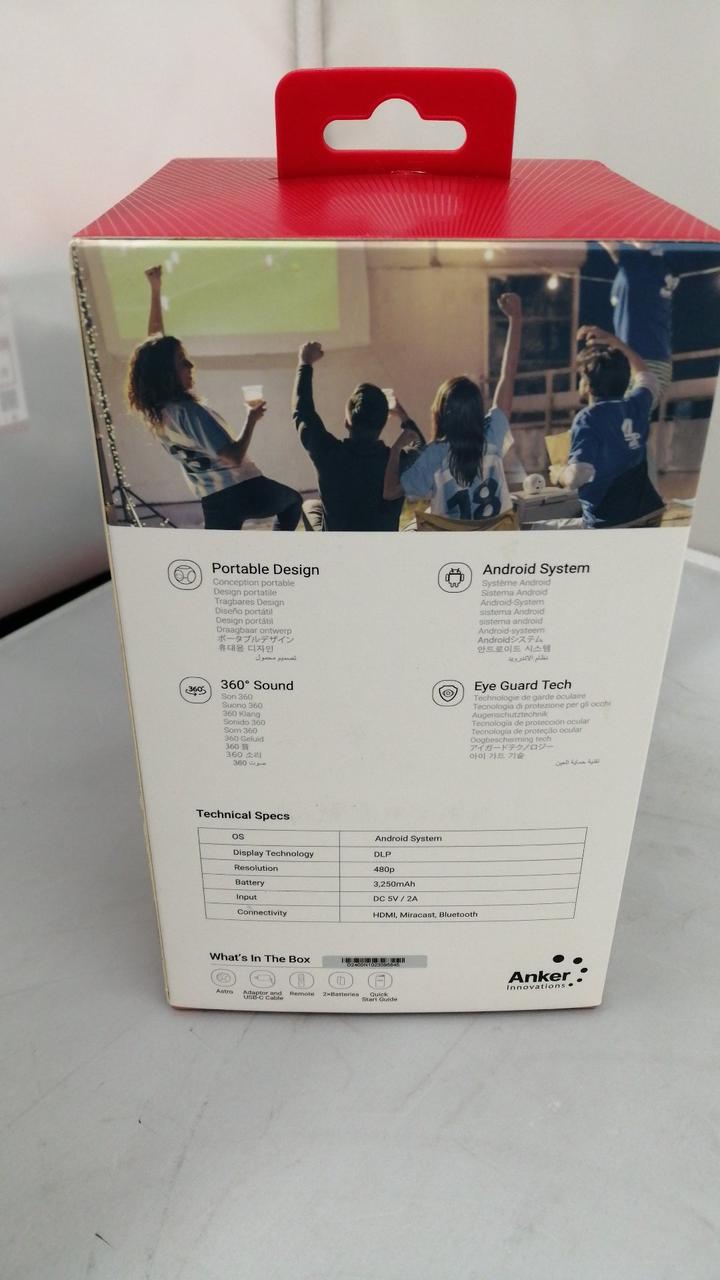 18
Portable Design
Conception portable
Design portatile
Tragbares Design
Diseño portátil
Design portátil
Draagbaar ontwerp
ポータブルデザイン
휴대용 디자인
تصميم محمول
Android System
Système Android
Sistema Android
Android-System
sistema Android
sistema android
Android-systeem
Androidシステム
안드로이드 시스템
نظام الاندرويد
360°
360° Sound
Son 360
Suono 360
360 Klang
Sonido 360
Som 360
360 Geluid
360 音
360 소리
صوت 360
Eye Guard Tech
Technologie de garde oculaire
Tecnologia di protezione per gli occhi
Augenschutztechnik
Tecnología de protección ocular
Tecnologia de proteção ocular
Oogbescherming tech
アイガードテクノロジー
아이 가드 기술
تقنية حماية العين
Technical Specs
OS Android System
Display Technology DLP
Resolution 480p
Battery 3,250mAh
Input DC 5V / 2A
Connectivity HDMI, Miracast, Bluetooth
What's In The Box
Astro
Adaptor and USB-C Cable
Remote
2×Batteries
Quick Start Guide
Anker
Innovations